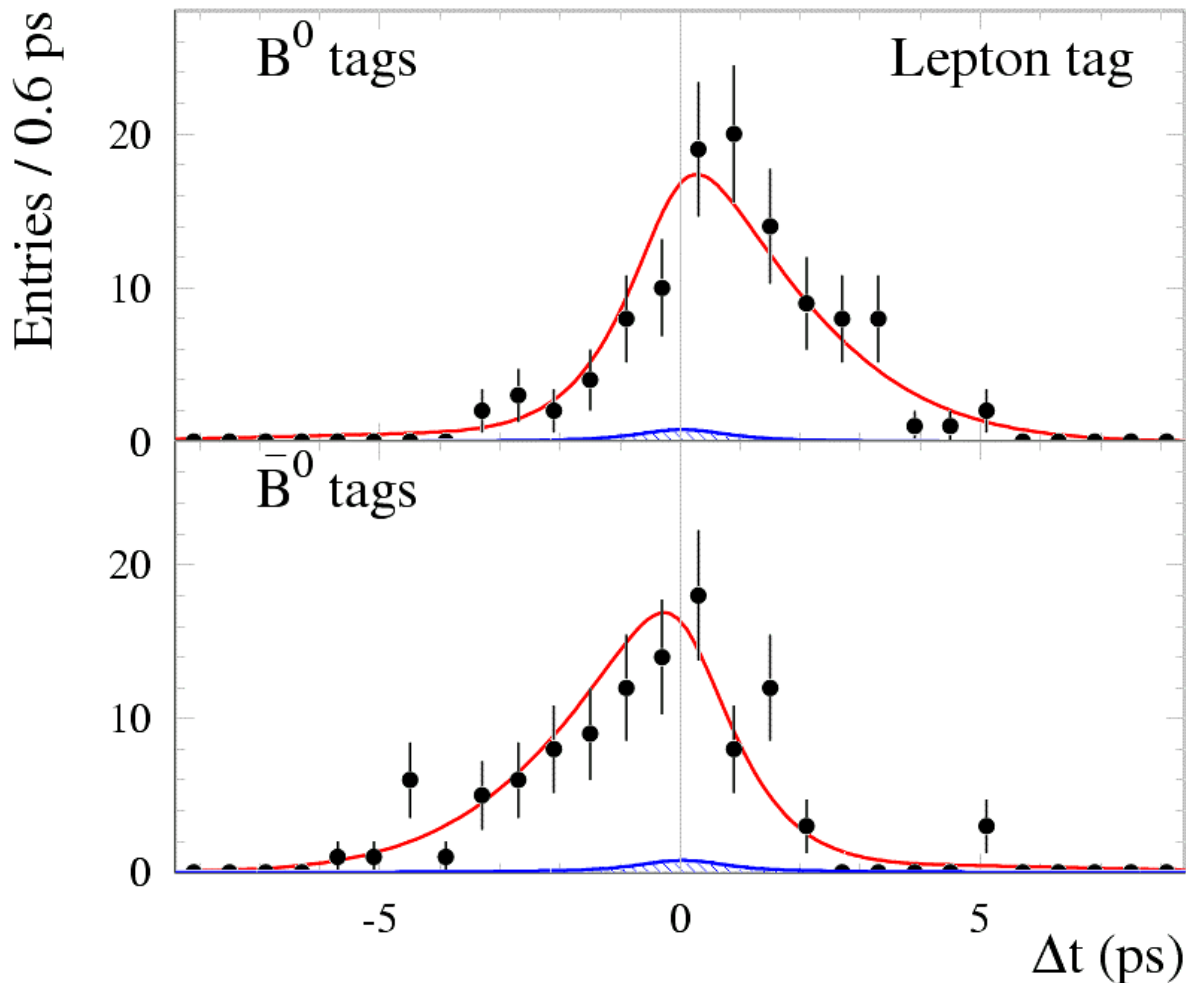 B⁰ tags
Lepton tag
Entries / 0.6 ps
20
10
0
B̄⁰ tags
20
10
0
-5 0 5
Δt (ps)